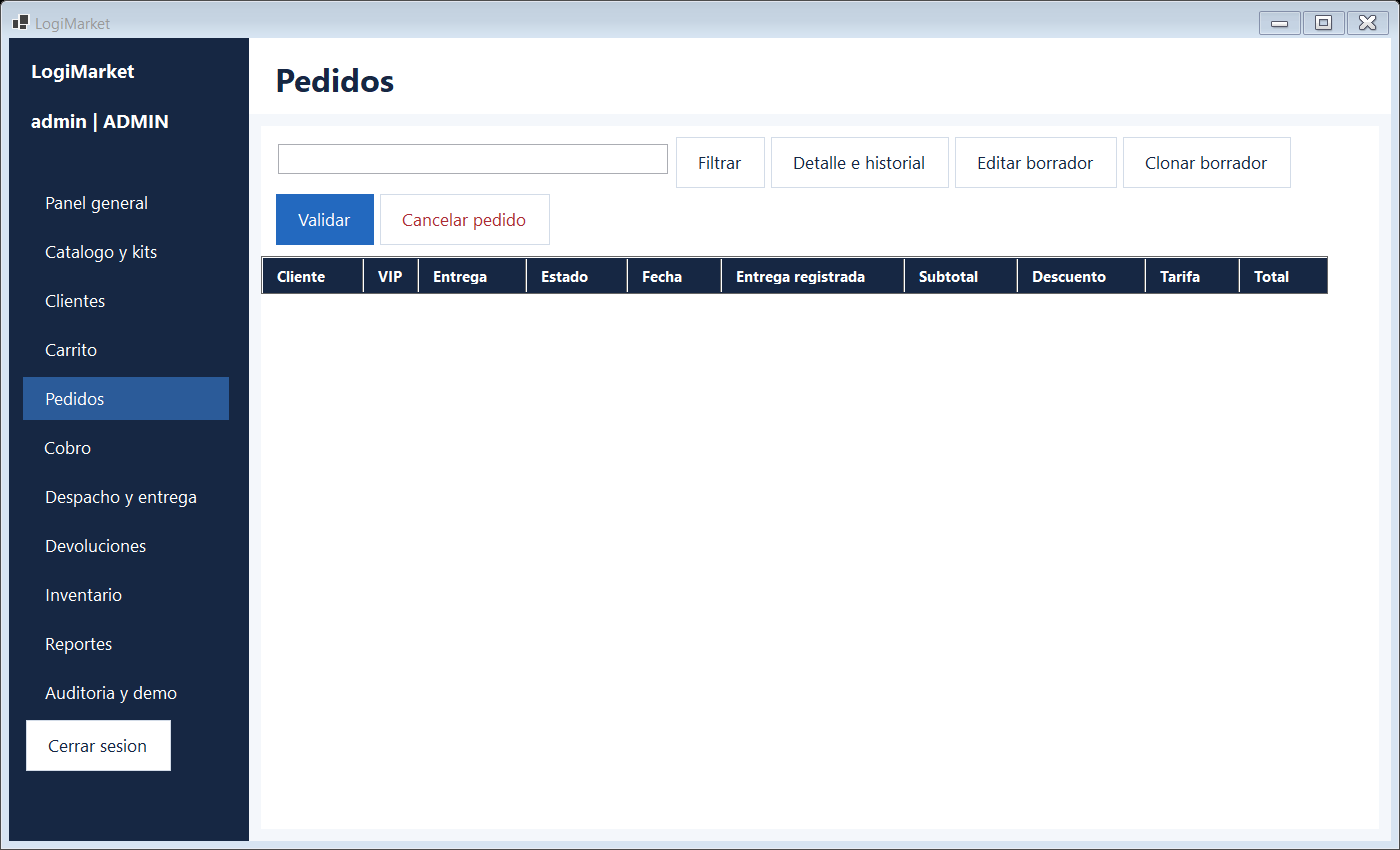 LogiMarket
LogiMarket
admin | ADMIN
Panel general
Catalogo y kits
Clientes
Carrito
Pedidos
Cobro
Despacho y entrega
Devoluciones
Inventario
Reportes
Auditoria y demo
Cerrar sesion
Pedidos
Filtrar Detalle e historial Editar borrador Clonar borrador
Validar Cancelar pedido
Cliente VIP Entrega Estado Fecha Entrega registrada Subtotal Descuento Tarifa Total